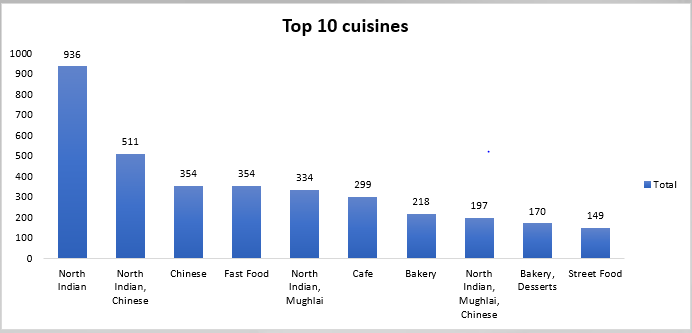 Top 10 cuisines
1000
900
800
700
600
500
400
300
200
100
0
936
511
354
354
334
299
218
197
170
149
North
Indian
North
Indian,
Chinese
Chinese
Fast Food
North
Indian,
Mughlai
Cafe
Bakery
North
Indian,
Mughlai,
Chinese
Bakery,
Desserts
Street Food
Total